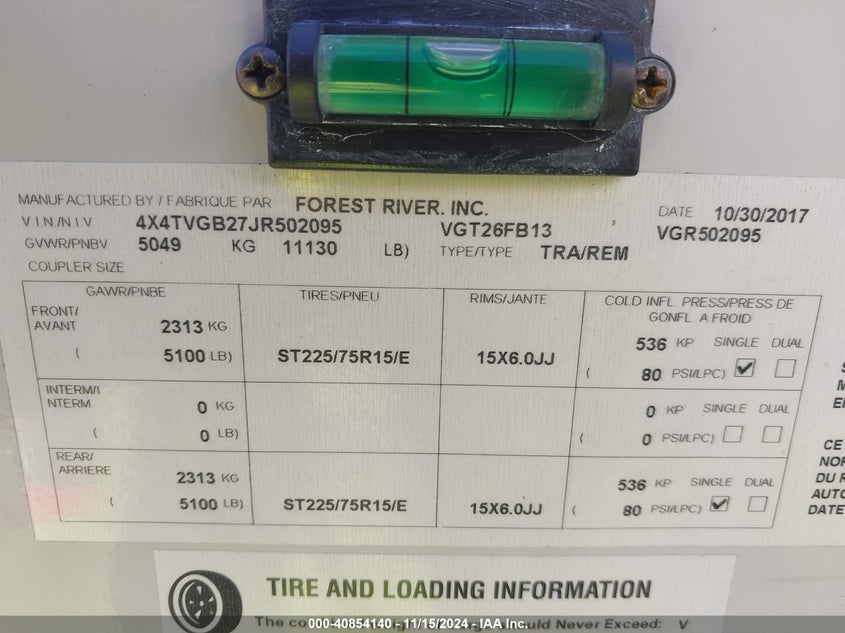 MANUFACTURED BY / FABRIQUE PAR FOREST RIVER. INC. DATE 10/30/2017
VIN/NIV 4X4TVGB27JR502095 VGT26FB13 VGR502095
GVWR/PNBV 5049 KG 11130 LB) TYPE/TYPE TRA/REM
COUPLER SIZE
GAWR/PNBE TIRES/PNEU RIMS/JANTE COLD INFL. PRESS/PRESS DE
GONFL. A FROID
FRONT/
AVANT 2313 KG 536 KP SINGLE DUAL
( 5100 LB) ST225/75R15/E 15X6.0JJ ( 80 PSI/LPC)
INTERM/I
NTERM 0 KG 0 KP SINGLE DUAL
( 0 LB) ( 0 PSI/LPC)
REAR/
ARRIERE 2313 KG 536 KP SINGLE DUAL
( 5100 LB) ST225/75R15/E 15X6.0JJ ( 80 PSI/LPC)
CE
NOR
DU R
AUTO
DATE
TIRE AND LOADING INFORMATION
000-40854140 - 11/15/2024 - IAA Inc.
The co uld Never Exceed: V